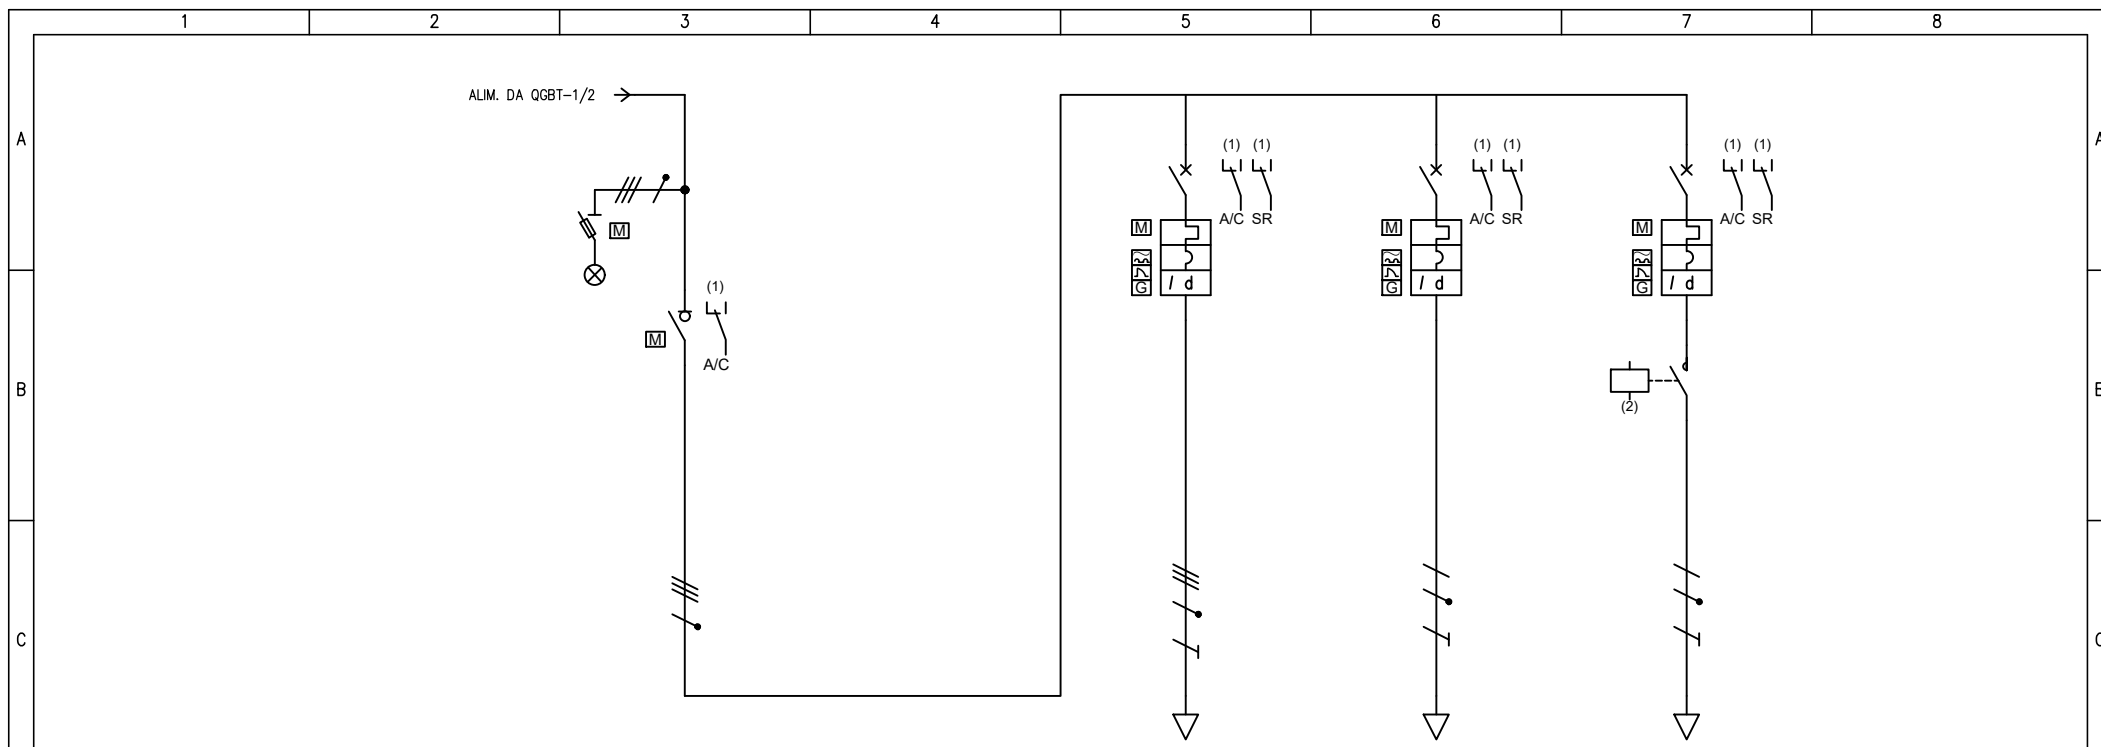 1 2 3 4 5 6 7 8
ALIM. DA QGBT-1/2
A A
(1) (1) (1) (1) (1) (1)
A/C SR A/C SR A/C SR
M M M M
G G G
I d I d I d
(1)
M
A/C
B B
(2)
C C